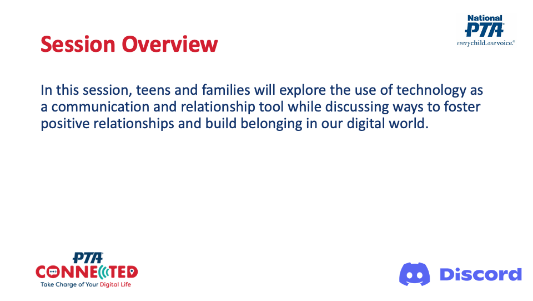 National
PTA
everychild.onevoice.
Session Overview
In this session, teens and families will explore the use of technology as
a communication and relationship tool while discussing ways to foster
positive relationships and build belonging in our digital world.
PTA
CONNECTED
Take Charge of Your Digital Life
Discord